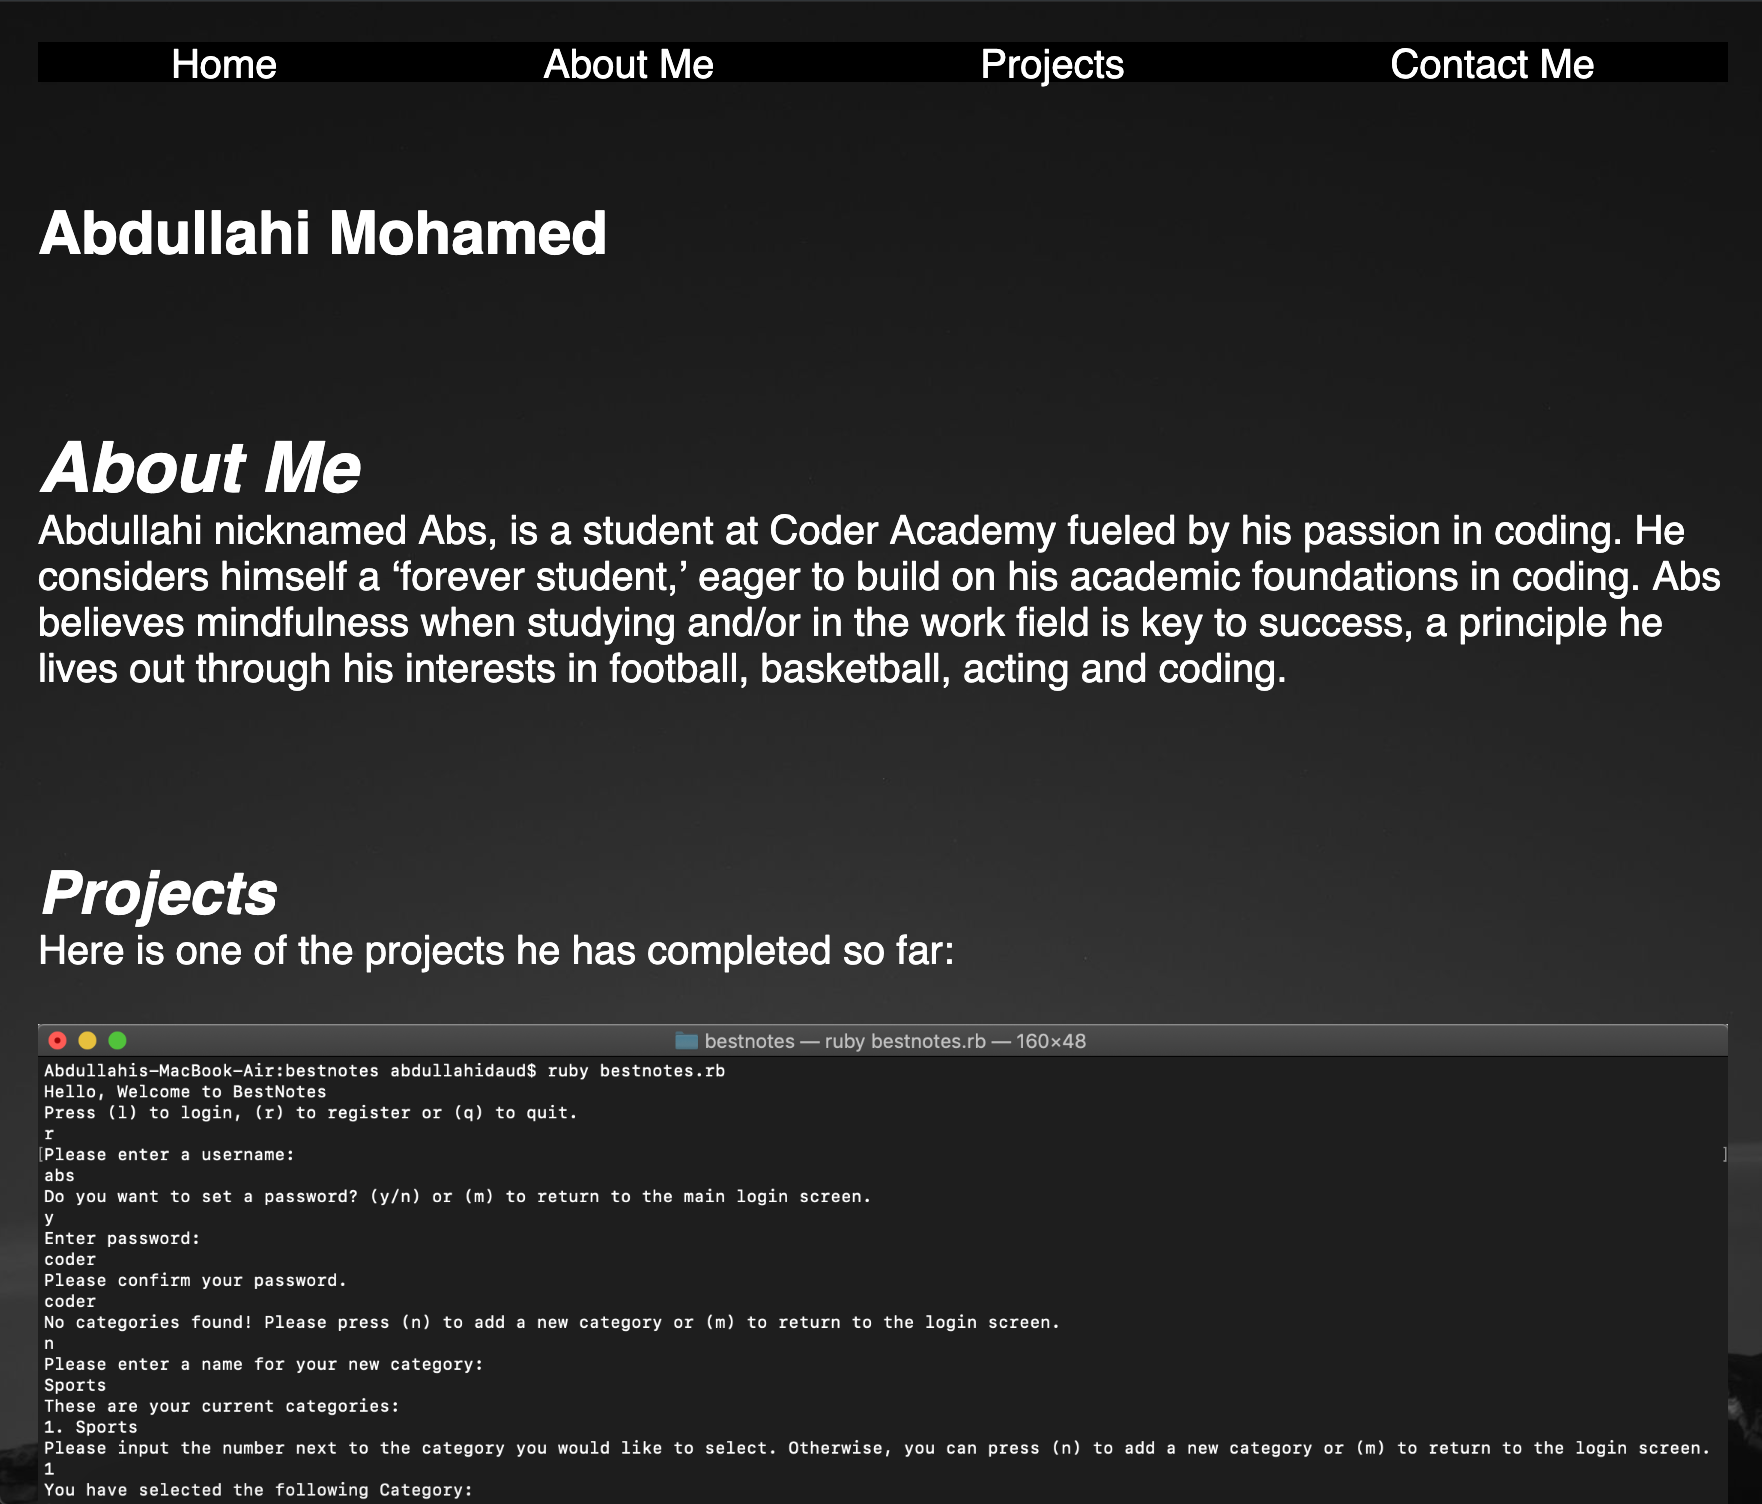 Home About Me Projects Contact Me
Abdullahi Mohamed
About Me
Abdullahi nicknamed Abs, is a student at Coder Academy fueled by his passion in coding. He
considers himself a ‘forever student,’ eager to build on his academic foundations in coding. Abs
believes mindfulness when studying and/or in the work field is key to success, a principle he
lives out through his interests in football, basketball, acting and coding.
Projects
Here is one of the projects he has completed so far:
bestnotes — ruby bestnotes.rb — 160×48
Abdullahis-MacBook-Air:bestnotes abdullahidaud$ ruby bestnotes.rb
Hello, Welcome to BestNotes
Press (l) to login, (r) to register or (q) to quit.
r
[Please enter a username: ]
abs
Do you want to set a password? (y/n) or (m) to return to the main login screen.
y
Enter password:
coder
Please confirm your password.
coder
No categories found! Please press (n) to add a new category or (m) to return to the login screen.
n
Please enter a name for your new category:
Sports
These are your current categories:
1. Sports
Please input the number next to the category you would like to select. Otherwise, you can press (n) to add a new category or (m) to return to the login screen.
1
You have selected the following Category: